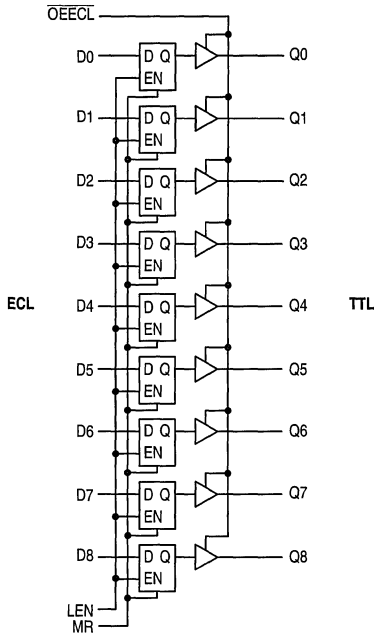 OEECL
D0 D Q Q0
EN
D1 D Q Q1
EN
D2 D Q Q2
EN
D3 D Q Q3
EN
ECL D4 D Q Q4 TTL
EN
D5 D Q Q5
EN
D6 D Q Q6
EN
D7 D Q Q7
EN
D8 D Q Q8
EN
LEN
MR